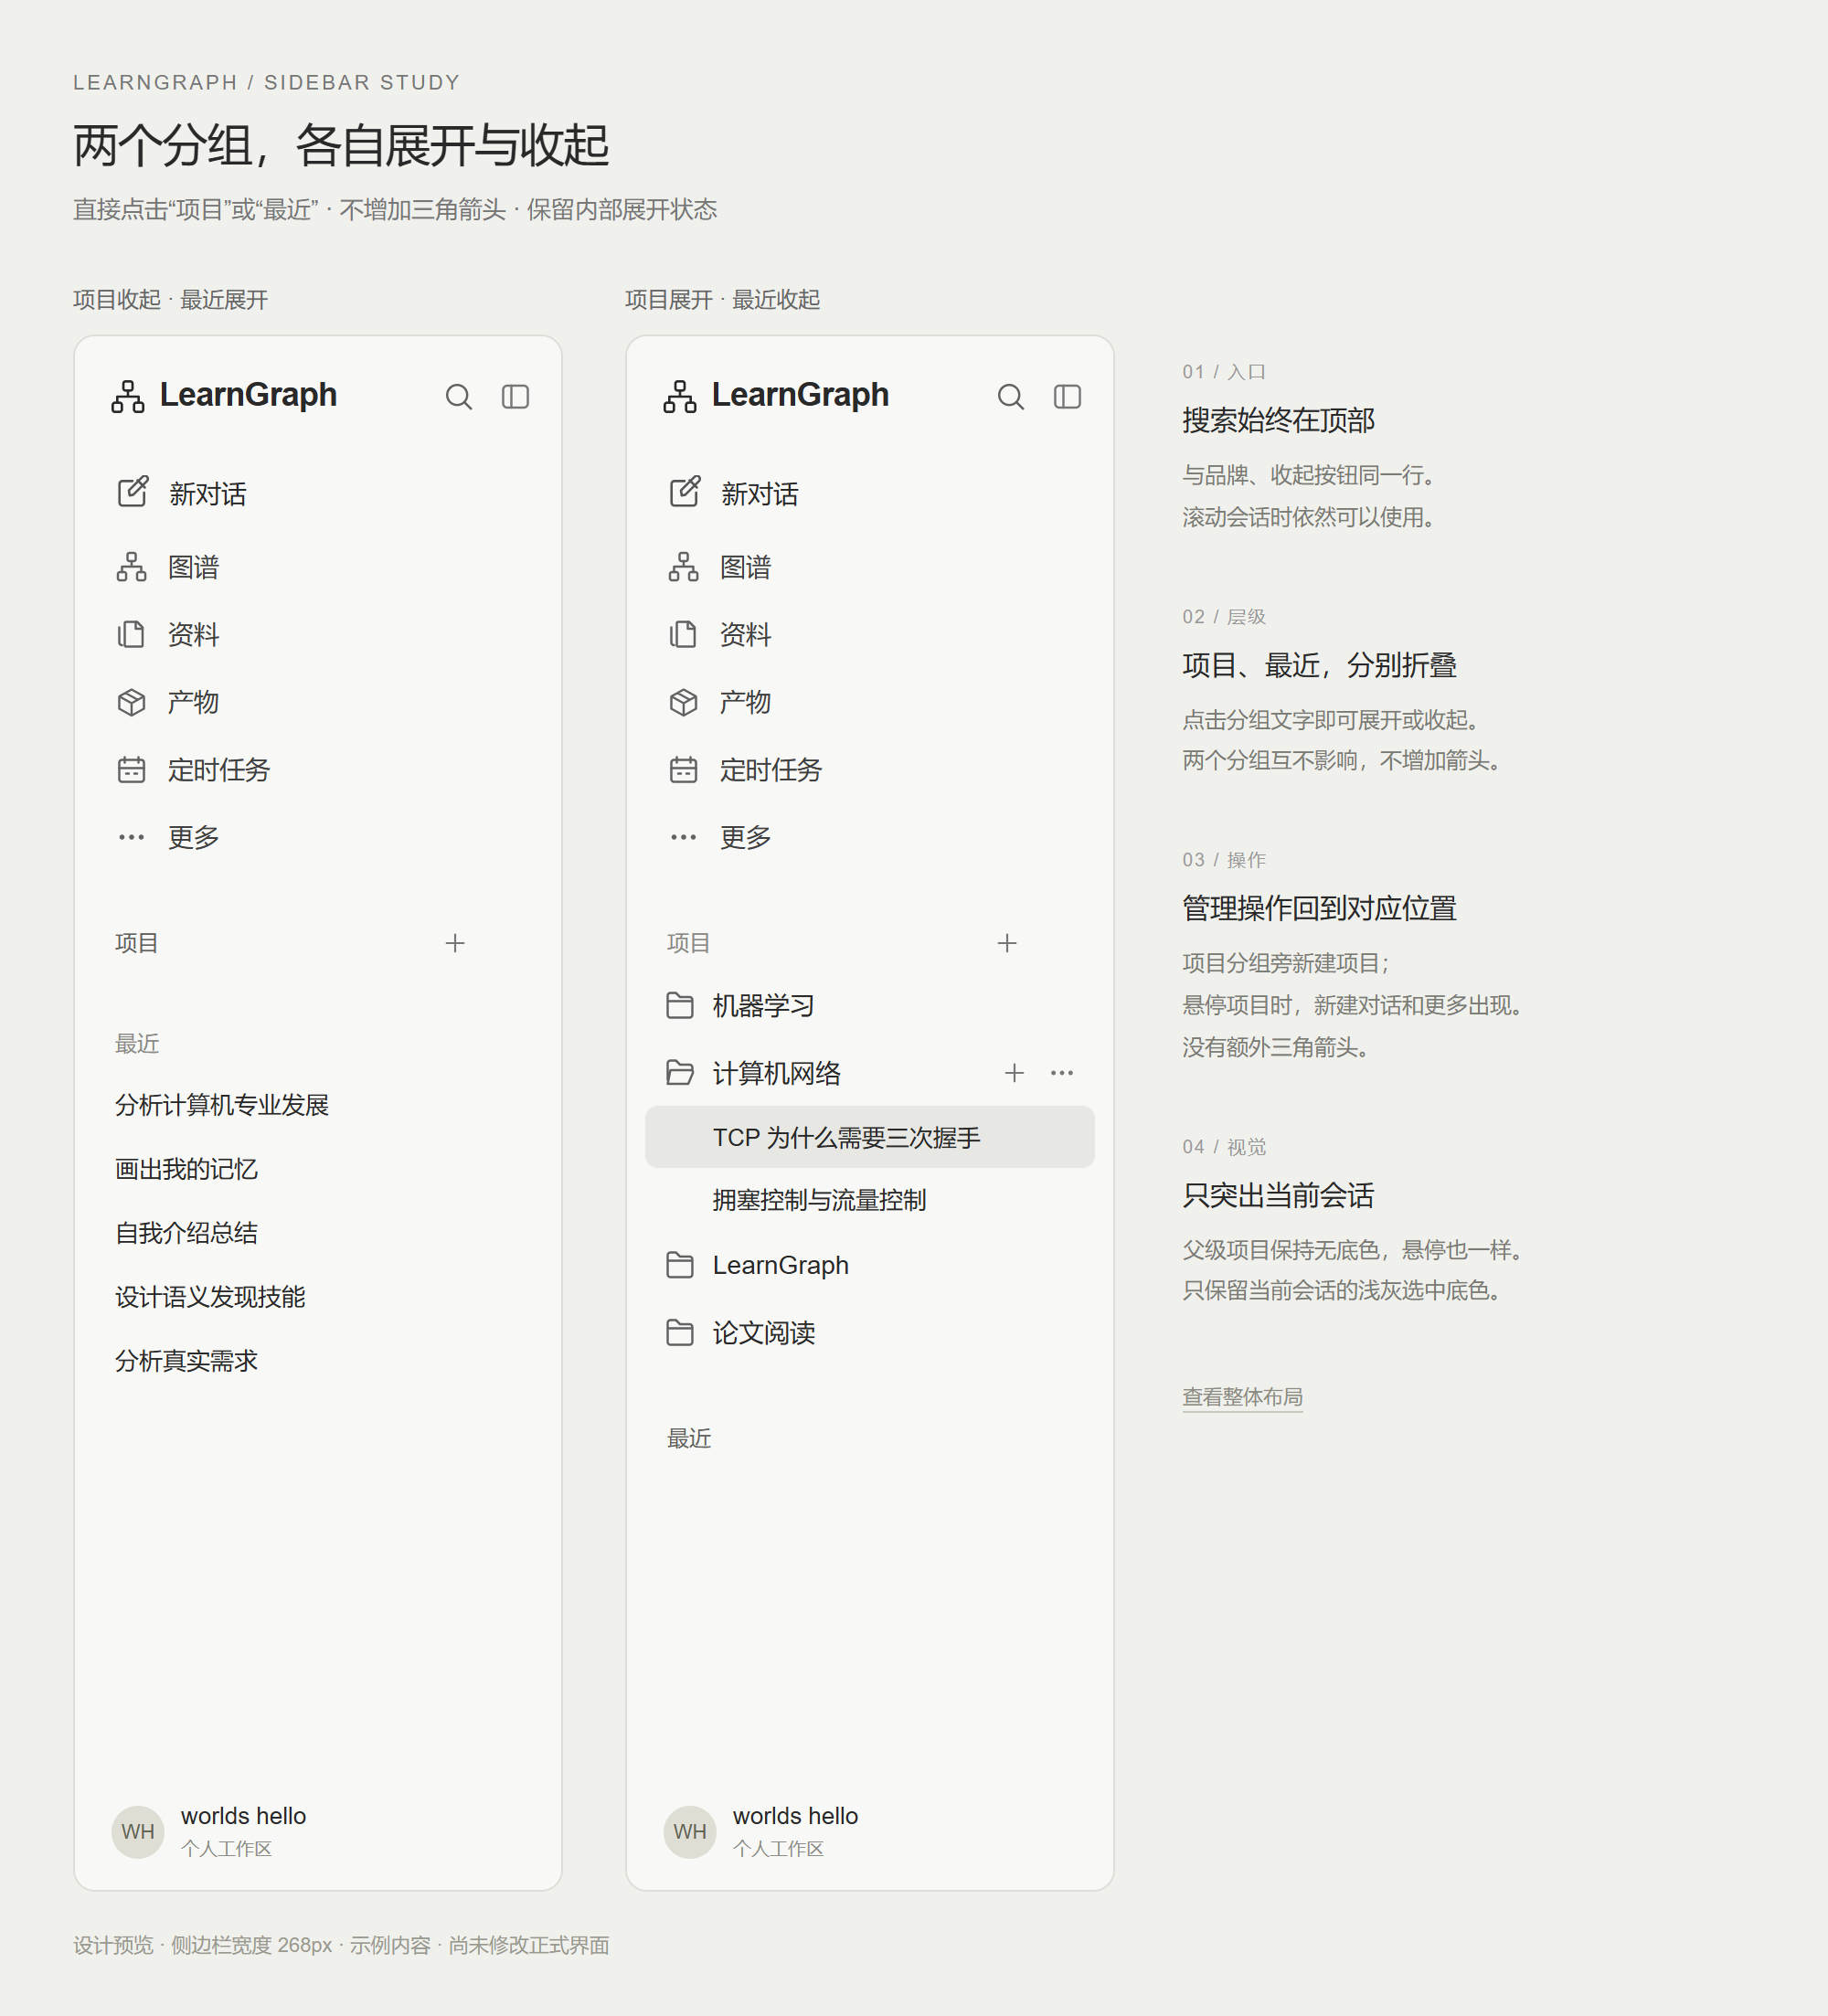 LEARNGRAPH / SIDEBAR STUDY
两个分组，各自展开与收起
直接点击“项目”或“最近” · 不增加三角箭头 · 保留内部展开状态
项目收起 · 最近展开
LearnGraph
新对话
图谱
资料
产物
定时任务
更多
项目
最近
分析计算机专业发展
画出我的记忆
自我介绍总结
设计语义发现技能
分析真实需求
WH
worlds hello
个人工作区
项目展开 · 最近收起
LearnGraph
新对话
图谱
资料
产物
定时任务
更多
项目
机器学习
计算机网络
TCP 为什么需要三次握手
拥塞控制与流量控制
LearnGraph
论文阅读
最近
WH
worlds hello
个人工作区
01 / 入口
搜索始终在顶部
与品牌、收起按钮同一行。
滚动会话时依然可以使用。
02 / 层级
项目、最近，分别折叠
点击分组文字即可展开或收起。
两个分组互不影响，不增加箭头。
03 / 操作
管理操作回到对应位置
项目分组旁新建项目；
悬停项目时，新建对话和更多出现。
没有额外三角箭头。
04 / 视觉
只突出当前会话
父级项目保持无底色，悬停也一样。
只保留当前会话的浅灰选中底色。
查看整体布局
设计预览 · 侧边栏宽度 268px · 示例内容 · 尚未修改正式界面